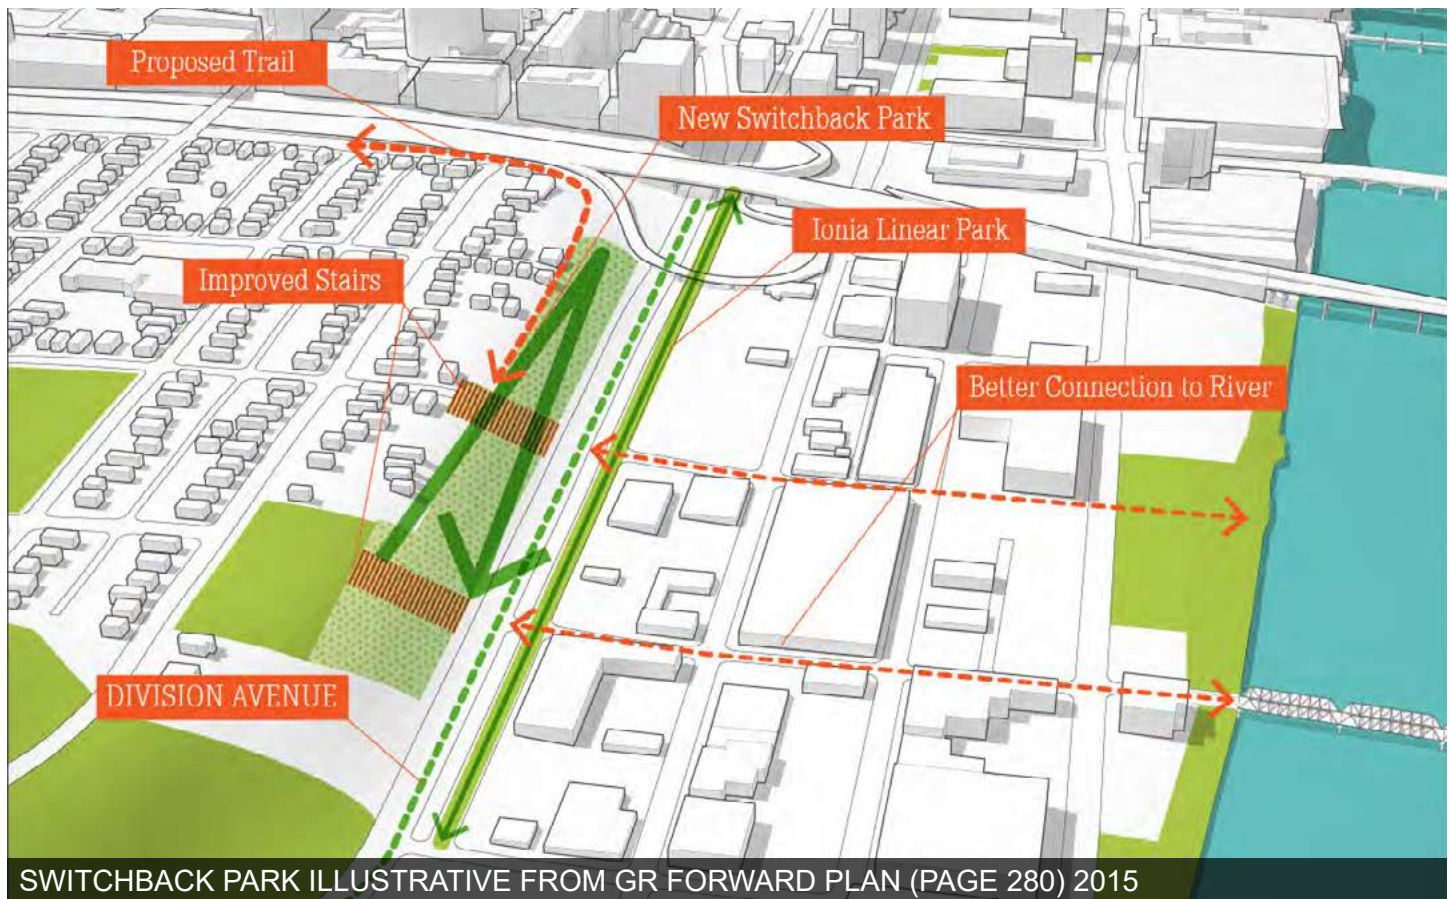 Proposed Trail
New Switchback Park
Ionia Linear Park
Improved Stairs
Better Connection to River
DIVISION AVENUE
SWITCHBACK PARK ILLUSTRATIVE FROM GR FORWARD PLAN (PAGE 280) 2015